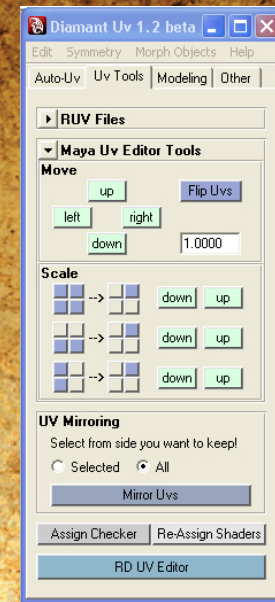 Diamant Uv 1.2 beta
Edit Symmetry Morph Objects Help
Auto-Uv Uv Tools Modeling Other
RUV Files
Maya Uv Editor Tools
Move
up Flip Uvs
left right
down 1.0000
Scale
--> down up
--> down up
--> down up
UV Mirroring
Select from side you want to keep!
Selected All
Mirror Uvs
Assign Checker Re-Assign Shaders
RD UV Editor